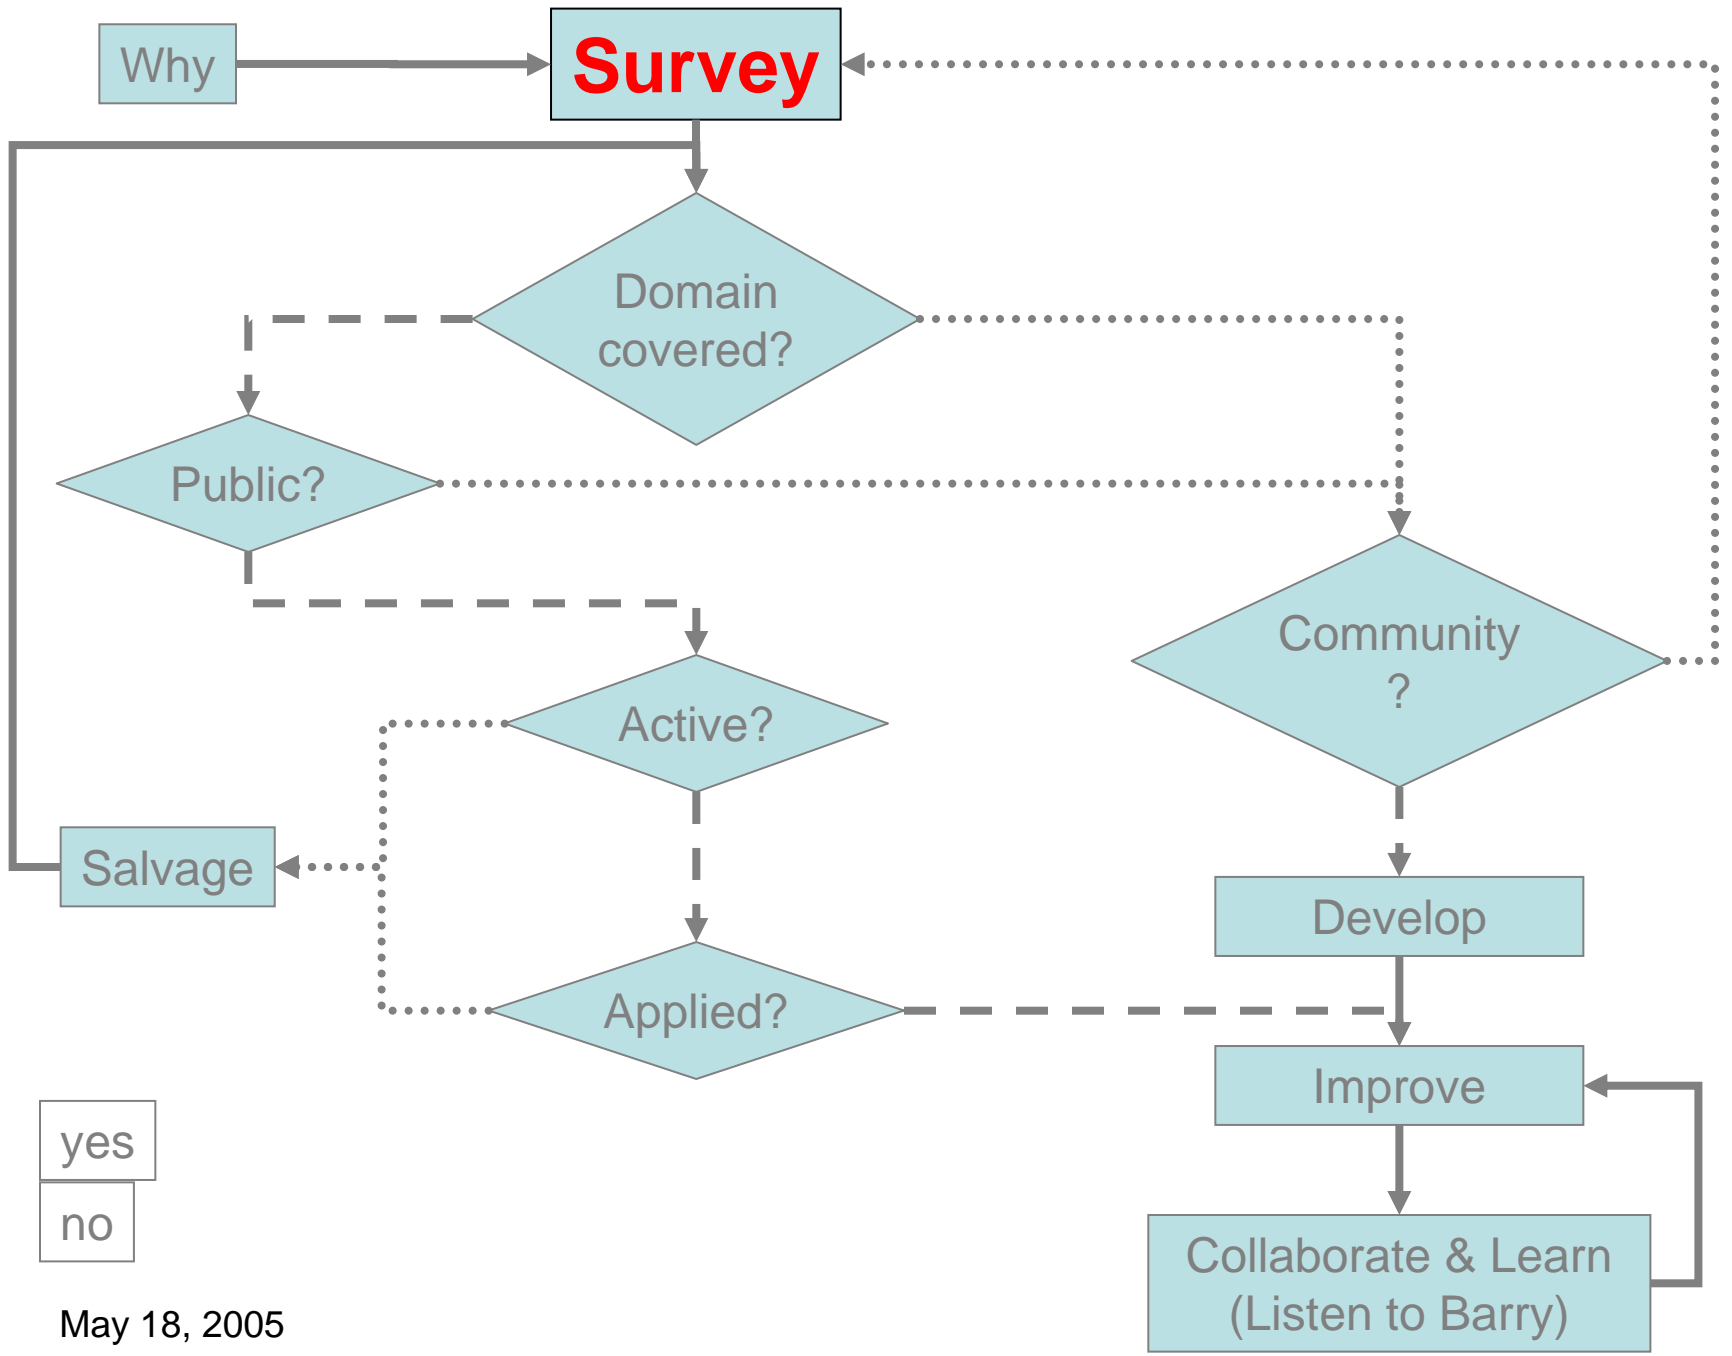 Why
Survey
Domain
covered?
Public?
Community
?
Active?
Salvage
Develop
Applied?
Improve
yes
no
Collaborate & Learn
(Listen to Barry)
May 18, 2005